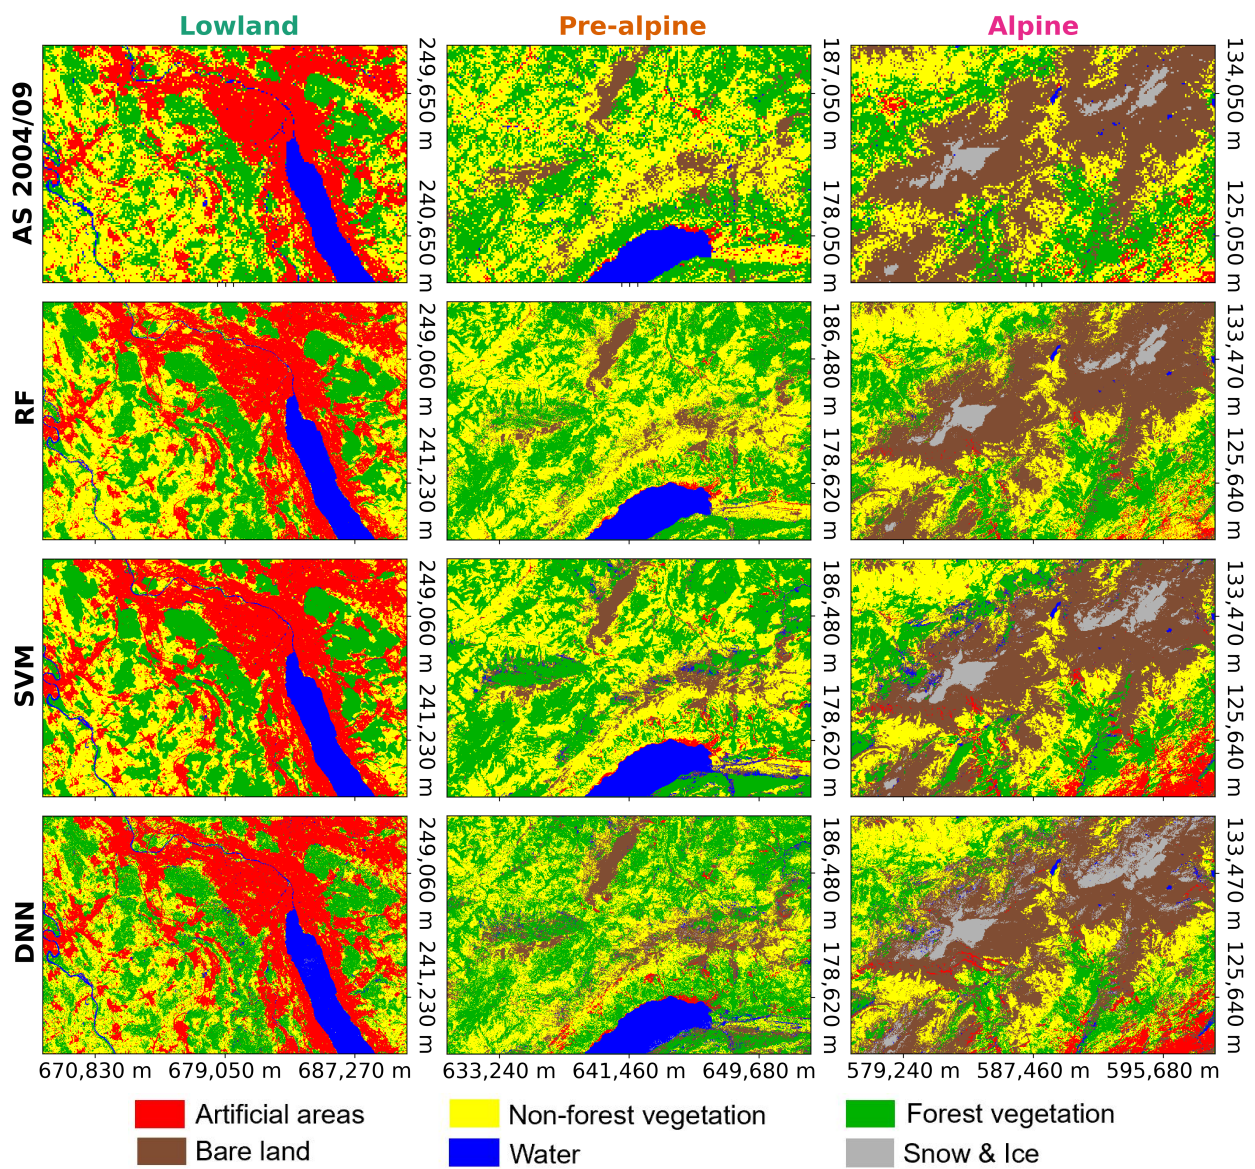 Lowland Pre-alpine Alpine
AS 2004/09
249,650 m 240,650 m
187,050 m 178,050 m
134,050 m 125,050 m
RF
249,060 m 241,230 m
186,480 m 178,620 m
133,470 m 125,640 m
SVM
249,060 m 241,230 m
186,480 m 178,620 m
133,470 m 125,640 m
DNN
249,060 m 241,230 m
186,480 m 178,620 m
133,470 m 125,640 m
670,830 m 679,050 m 687,270 m 633,240 m 641,460 m 649,680 m 579,240 m 587,460 m 595,680 m
Artificial areas Non-forest vegetation Forest vegetation
Bare land Water Snow & Ice